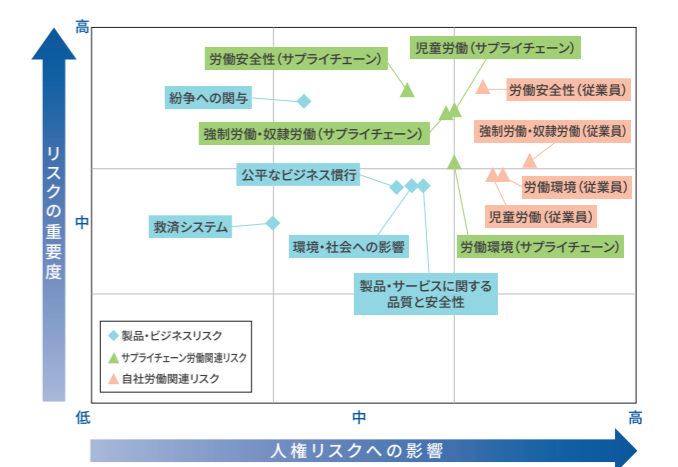 高
児童労働（サプライチェーン）
労働安全性（サプライチェーン）
労働安全性（従業員）
紛争への関与
強制労働・奴隷労働（サプライチェーン）
強制労働・奴隷労働（従業員）
リスクの重要度
公平なビジネス慣行
労働環境（従業員）
児童労働（従業員）
中
救済システム
環境・社会への影響
労働環境（サプライチェーン）
製品・サービスに関する
品質と安全性
製品・ビジネスリスク
サプライチェーン労働関連リスク
自社労働関連リスク
低
中
高
人権リスクへの影響